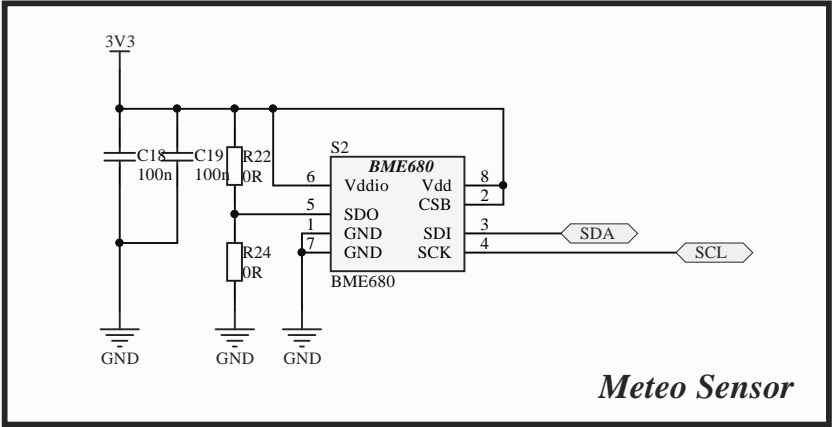 3V3
C18
100n
C19
100n
R22
0R
R24
0R
S2
BME680
6
Vddio
Vdd
8
CSB
2
5
SDO
1
GND
SDI
3
SDA
7
GND
SCK
4
SCL
BME680
GND
GND
GND
Meteo Sensor